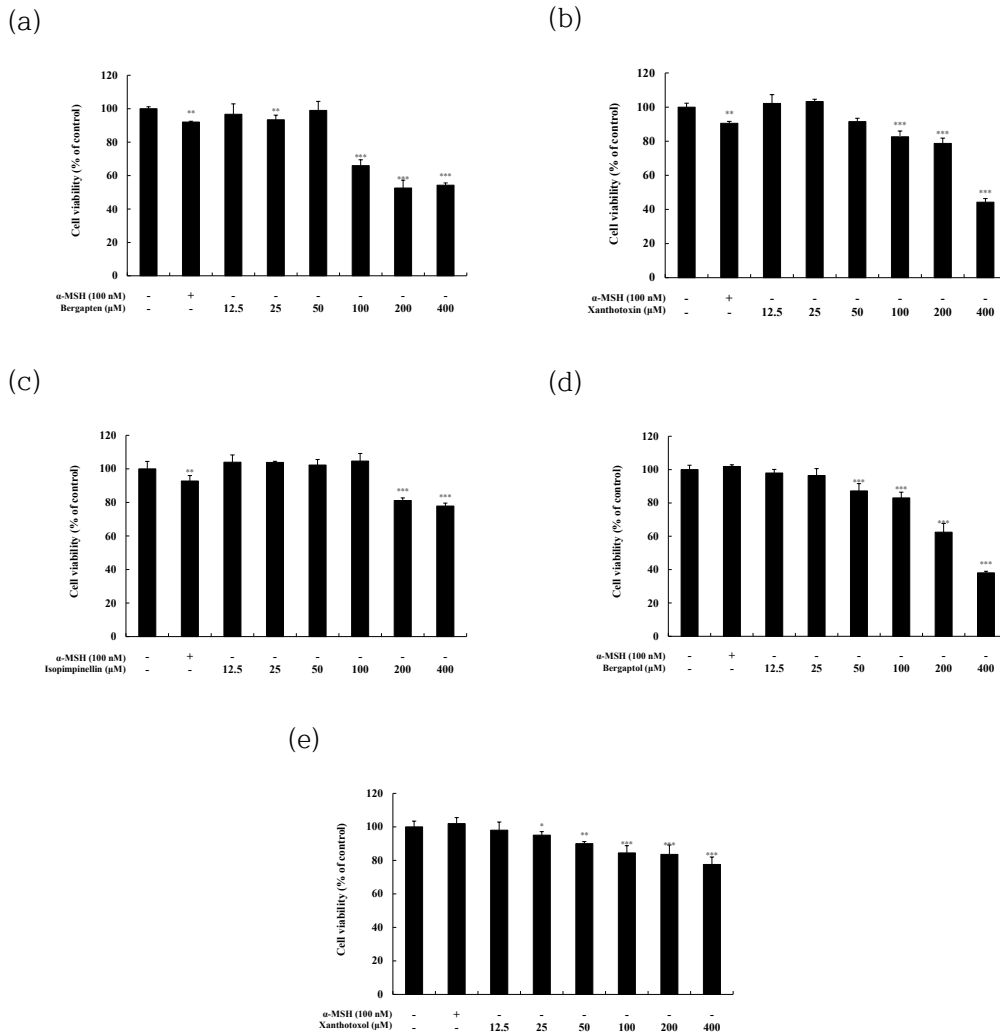 (a)
Cell viability (% of control)
120
100
80
60
40
20
0
** ** *** *** ***
α-MSH (100 nM) - + - - - - - -
Bergapten (μM) - - 12.5 25 50 100 200 400
(b)
Cell viability (% of control)
120
100
80
60
40
20
0
** *** *** ***
α-MSH (100 nM) - + - - - - - -
Xanthotoxin (μM) - - 12.5 25 50 100 200 400
(c)
Cell viability (% of control)
120
100
80
60
40
20
0
** *** ***
α-MSH (100 nM) - + - - - - - -
Isopimpinellin (μM) - - 12.5 25 50 100 200 400
(d)
Cell viability (% of control)
120
100
80
60
40
20
0
*** *** *** ***
α-MSH (100 nM) - + - - - - - -
Bergaptol (μM) - - 12.5 25 50 100 200 400
(e)
Cell viability (% of control)
120
100
80
60
40
20
0
* ** *** *** ***
α-MSH (100 nM) - + - - - - - -
Xanthotoxol (μM) - - 12.5 25 50 100 200 400